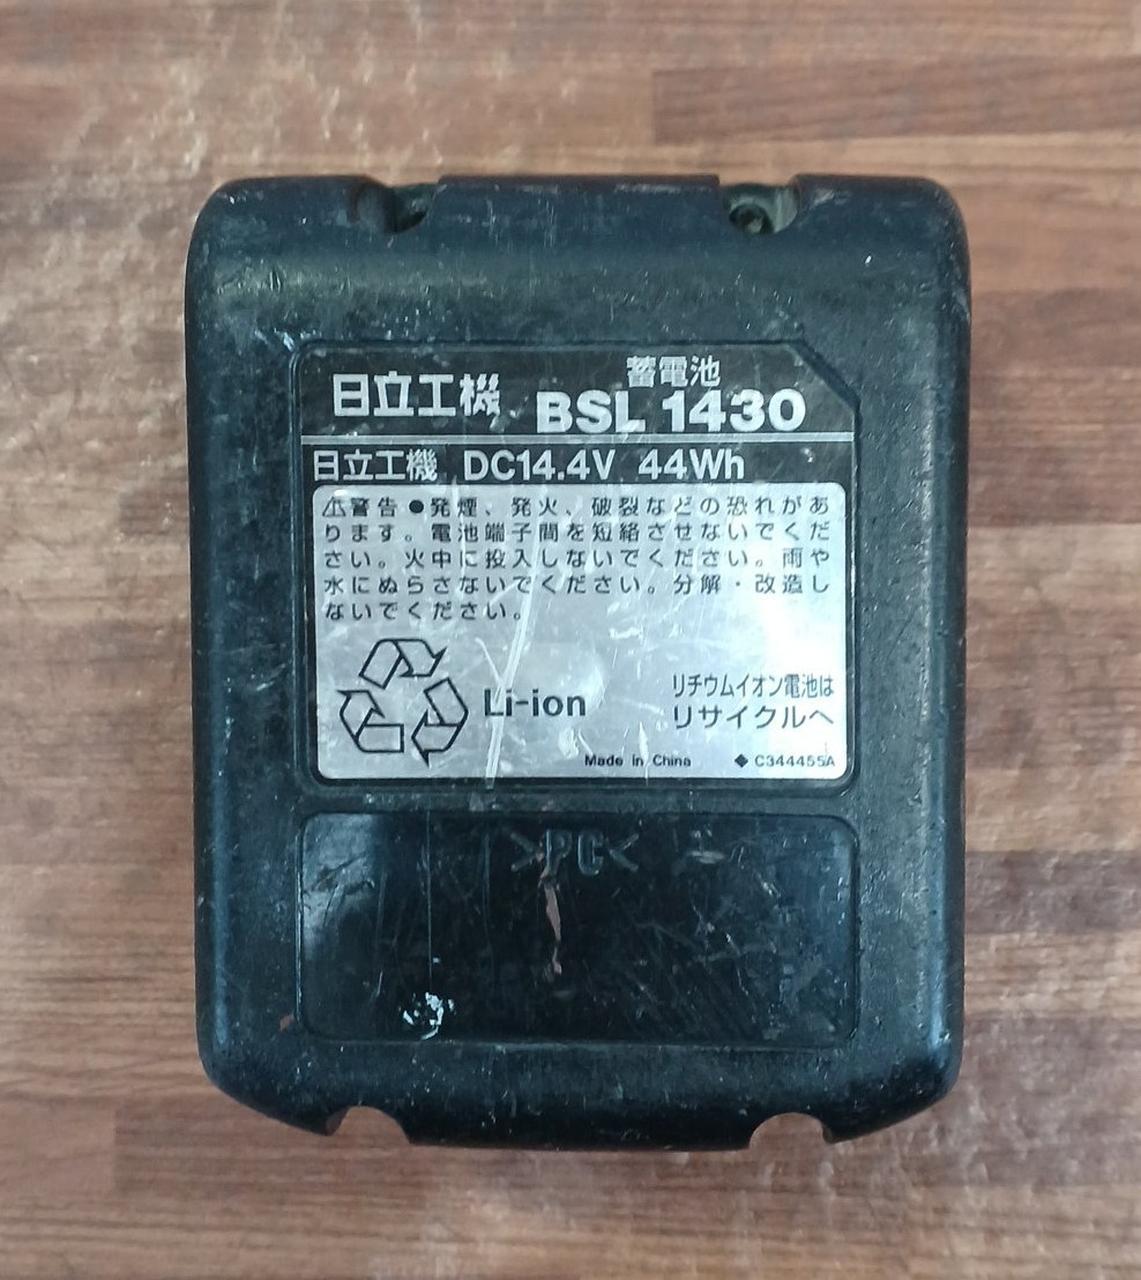 蓄電池
日立工機 BSL 1430
日立工機 DC14.4V 44Wh
⚠警告 ●発煙、発火、破裂などの恐れがあ
ります。電池端子間を短絡させないでくだ
さい。火中に投入しないでください。雨や
水にぬらさないでください。分解・改造し
ないでください。
Li-ion
リチウムイオン電池は
リサイクルへ
Made in China ◆ C344455A
>PC<